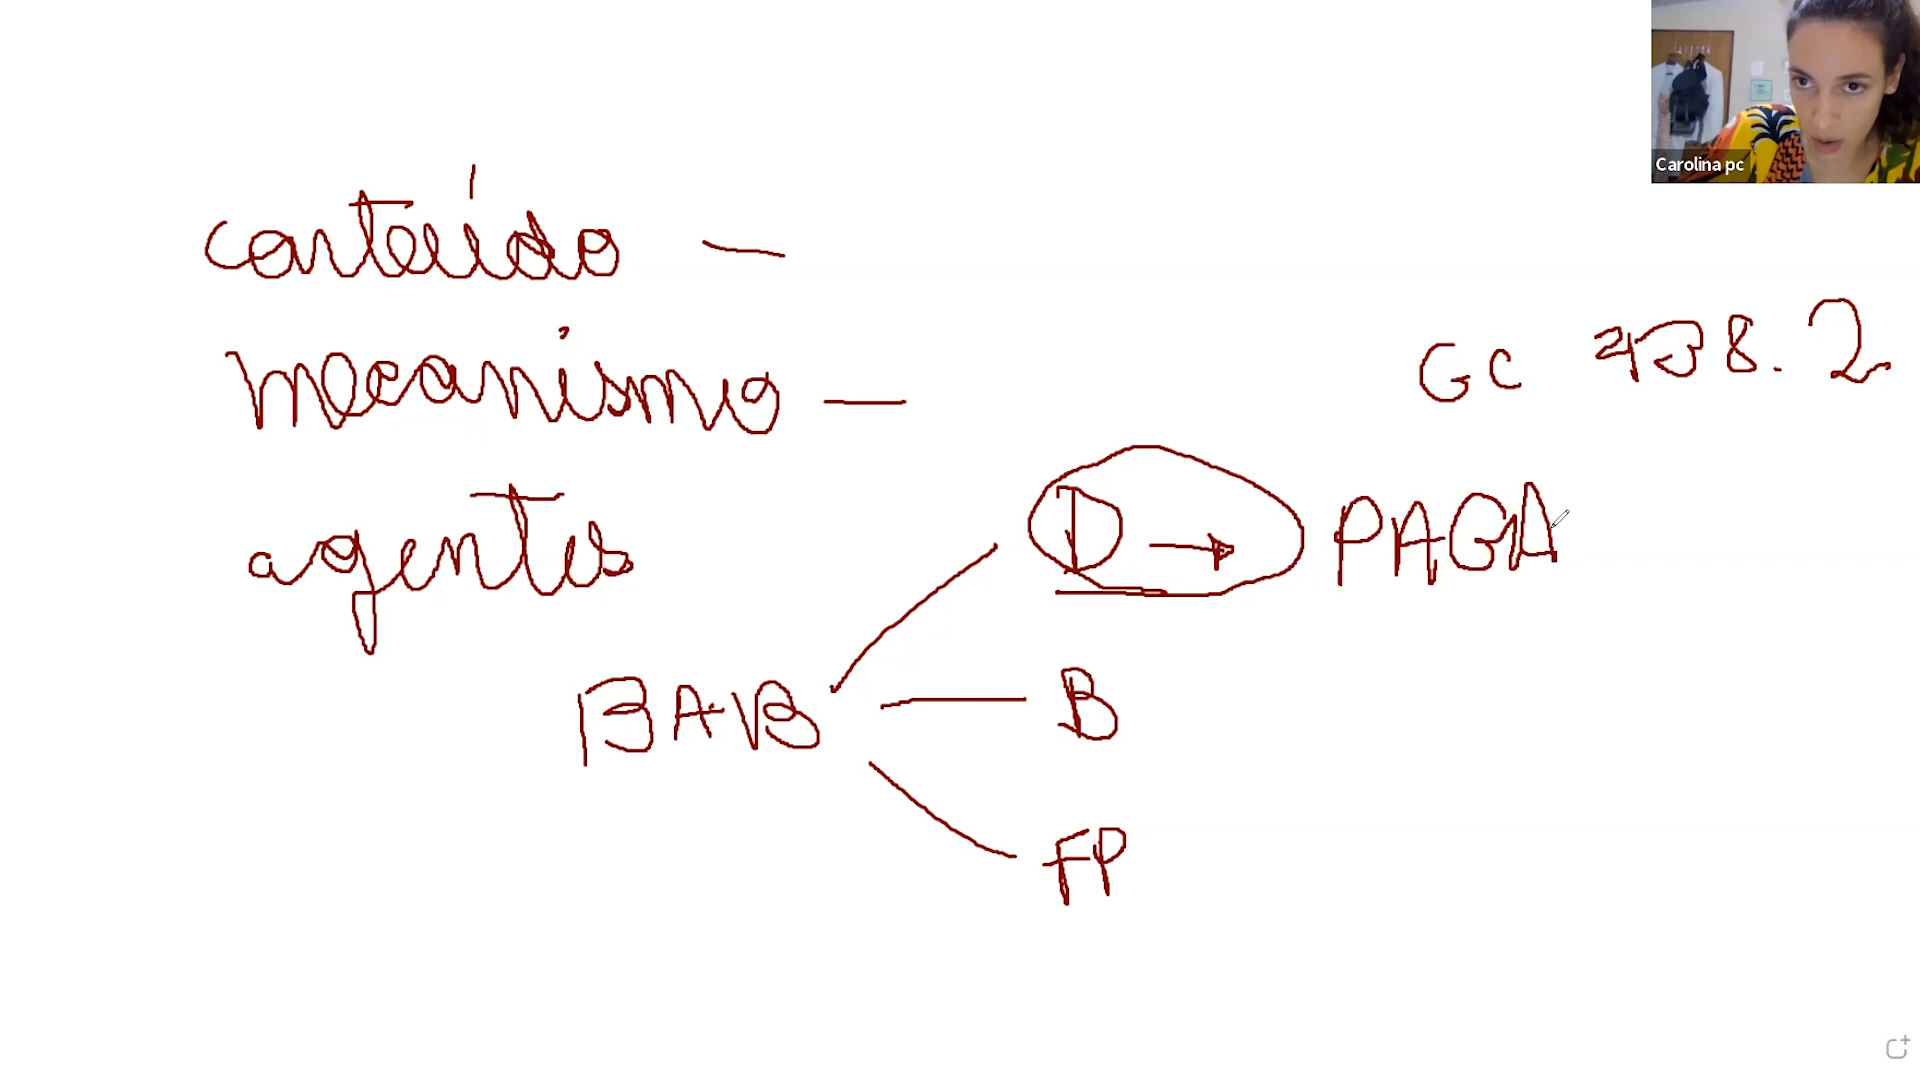 Carolina pc
conteúdo —
mecanismo —
GC 438.2
agentes
D → PAGA
BAB
B
FP